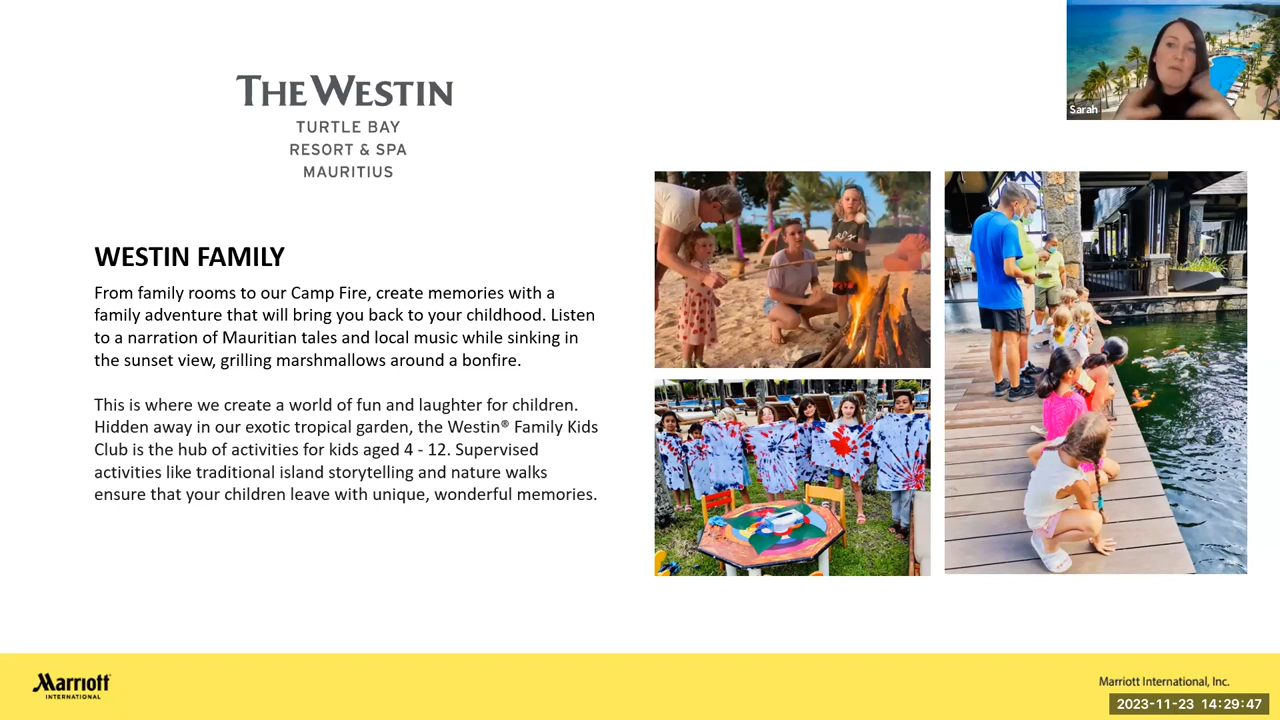 Sarah
THE WESTIN
TURTLE BAY
RESORT & SPA
MAURITIUS
WESTIN FAMILY
From family rooms to our Camp Fire, create memories with a
family adventure that will bring you back to your childhood. Listen
to a narration of Mauritian tales and local music while sinking in
the sunset view, grilling marshmallows around a bonfire.
This is where we create a world of fun and laughter for children.
Hidden away in our exotic tropical garden, the Westin® Family Kids
Club is the hub of activities for kids aged 4 - 12. Supervised
activities like traditional island storytelling and nature walks
ensure that your children leave with unique, wonderful memories.
Marriott
INTERNATIONAL
Marriott International, Inc.
2023-11-23 14:29:47